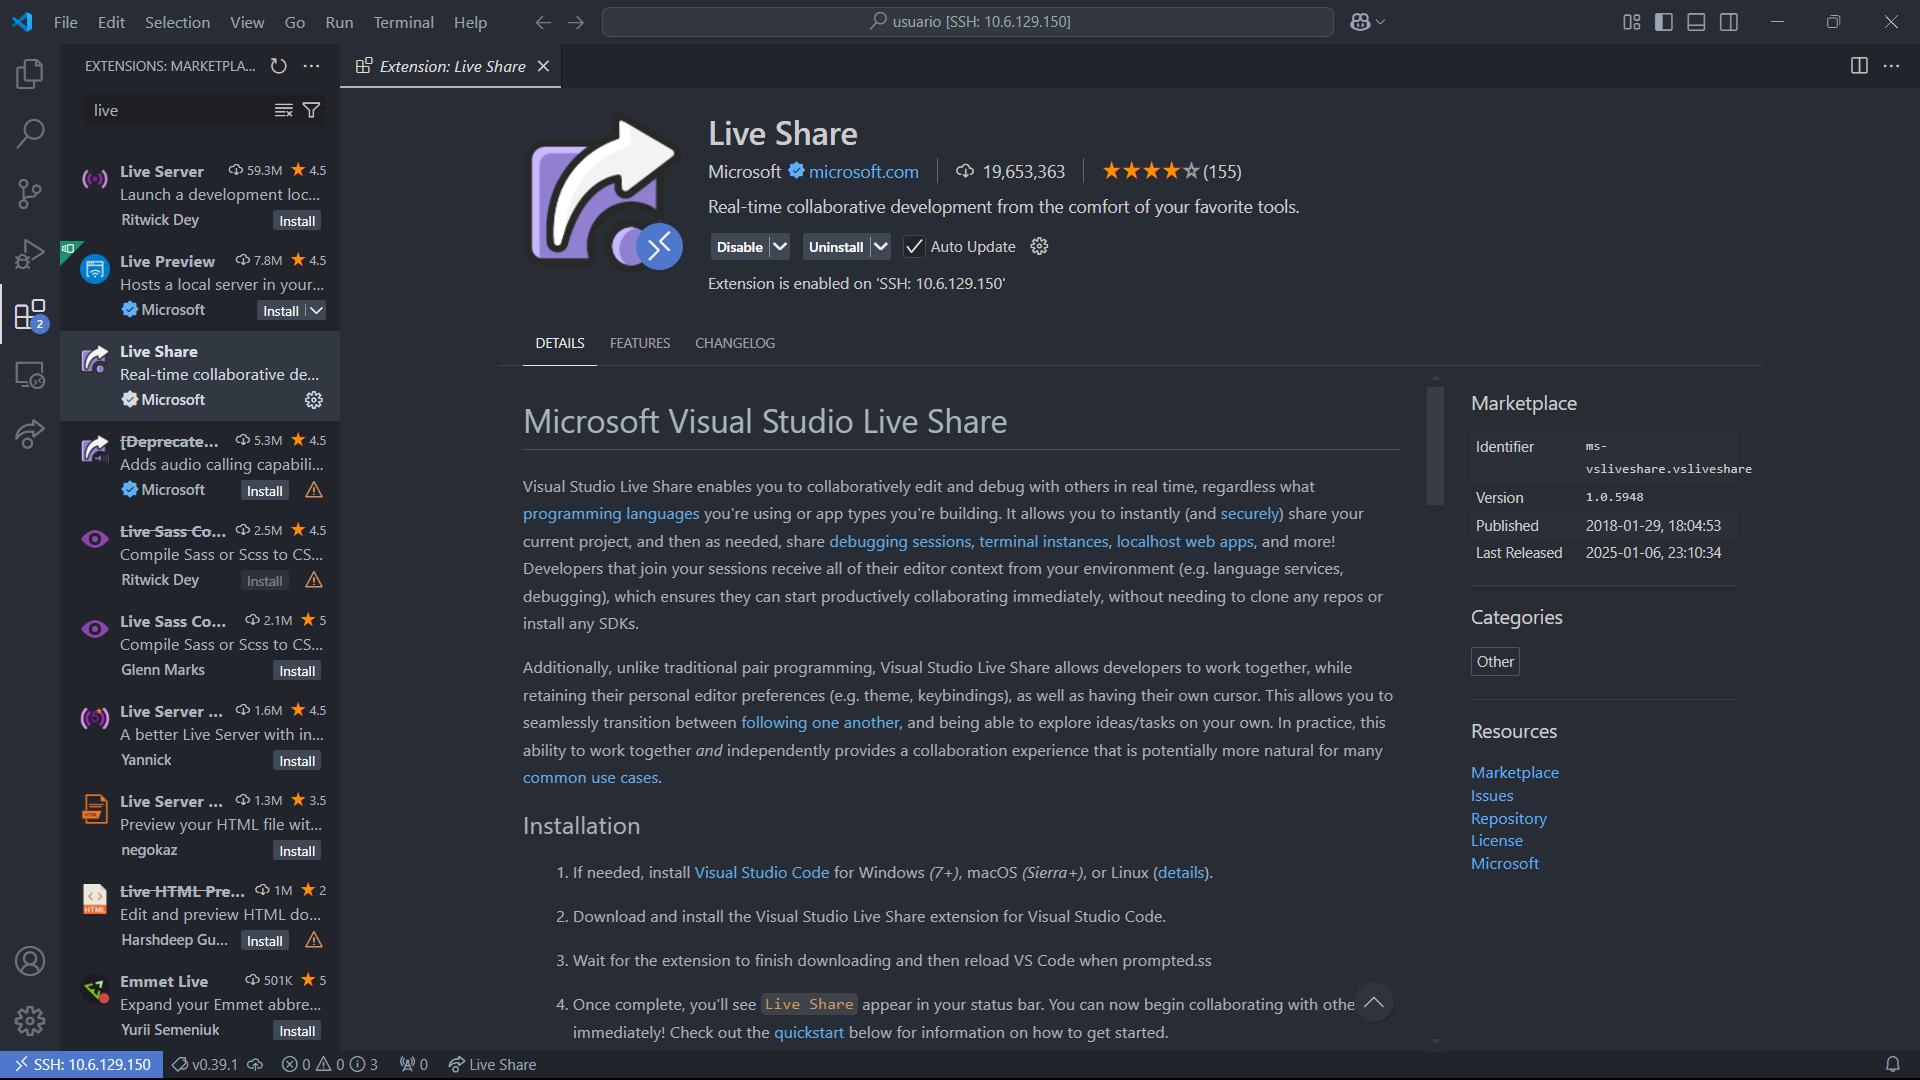 File Edit Selection View Go Run Terminal Help
usuario [SSH: 10.6.129.150]
EXTENSIONS: MARKETPLA...
live
Live Server 59.3M 4.5
Launch a development loc...
Ritwick Dey Install
Live Preview 7.8M 4.5
Hosts a local server in your...
Microsoft Install
Live Share
Real-time collaborative de...
Microsoft
[Deprecate... 5.3M 4.5
Adds audio calling capabili...
Microsoft Install
Live Sass Co... 2.5M 4.5
Compile Sass or Scss to CS...
Ritwick Dey Install
Live Sass Co... 2.1M 5
Compile Sass or Scss to CS...
Glenn Marks Install
Live Server ... 1.6M 4.5
A better Live Server with in...
Yannick Install
Live Server ... 1.3M 3.5
Preview your HTML file wit...
negokaz Install
Live HTML Pre... 1M 2
Edit and preview HTML do...
Harshdeep Gu... Install
Emmet Live 501K 5
Expand your Emmet abbre...
Yurii Semeniuk Install
2
Extension: Live Share
Live Share
Microsoft microsoft.com 19,653,363 (155)
Real-time collaborative development from the comfort of your favorite tools.
Disable Uninstall Auto Update
Extension is enabled on 'SSH: 10.6.129.150'
DETAILS FEATURES CHANGELOG
Microsoft Visual Studio Live Share
Visual Studio Live Share enables you to collaboratively edit and debug with others in real time, regardless what
programming languages you're using or app types you're building. It allows you to instantly (and securely) share your
current project, and then as needed, share debugging sessions, terminal instances, localhost web apps, and more!
Developers that join your sessions receive all of their editor context from your environment (e.g. language services,
debugging), which ensures they can start productively collaborating immediately, without needing to clone any repos or
install any SDKs.
Additionally, unlike traditional pair programming, Visual Studio Live Share allows developers to work together, while
retaining their personal editor preferences (e.g. theme, keybindings), as well as having their own cursor. This allows you to
seamlessly transition between following one another, and being able to explore ideas/tasks on your own. In practice, this
ability to work together and independently provides a collaboration experience that is potentially more natural for many
common use cases.
Installation
1. If needed, install Visual Studio Code for Windows (7+), macOS (Sierra+), or Linux (details).
2. Download and install the Visual Studio Live Share extension for Visual Studio Code.
3. Wait for the extension to finish downloading and then reload VS Code when prompted.ss
4. Once complete, you'll see Live Share appear in your status bar. You can now begin collaborating with othe
immediately! Check out the quickstart below for information on how to get started.
Marketplace
Identifier ms-
vsliveshare.vsliveshare
Version 1.0.5948
Published 2018-01-29, 18:04:53
Last Released 2025-01-06, 23:10:34
Categories
Other
Resources
Marketplace
Issues
Repository
License
Microsoft
SSH: 10.6.129.150 v0.39.1 0 0 3 0 Live Share